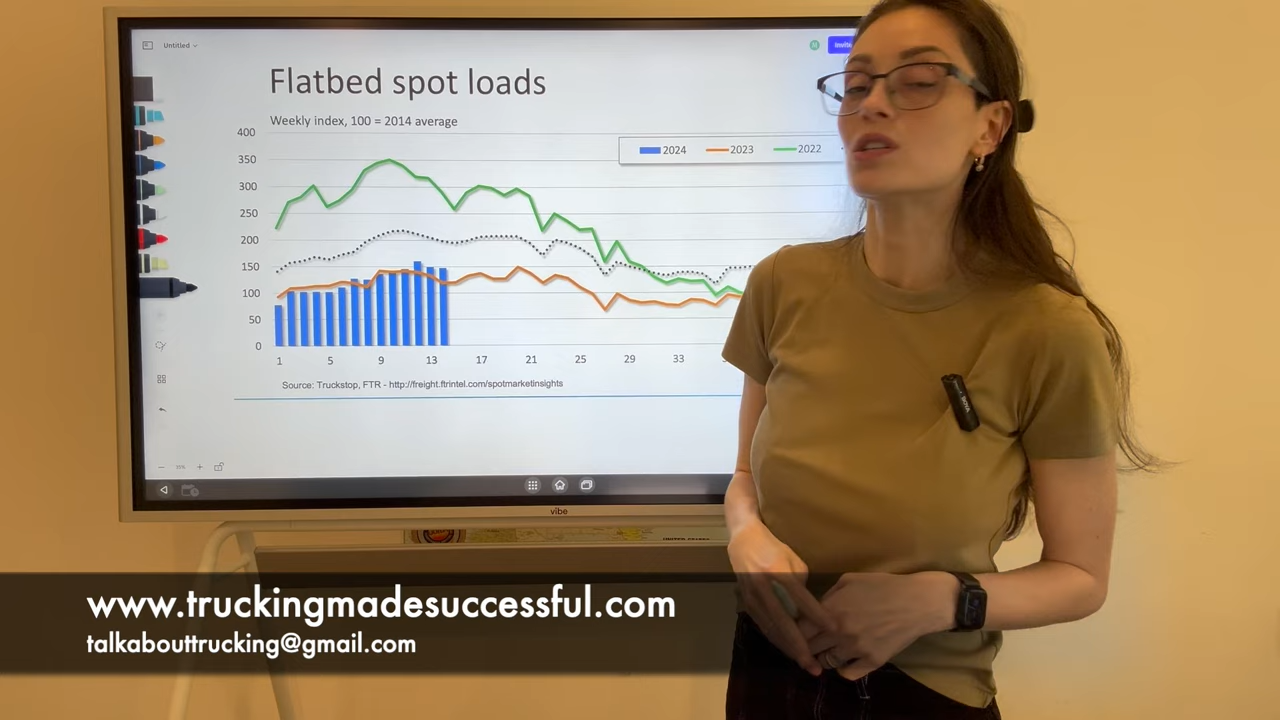 Untitled
Invite
Flatbed spot loads
Weekly index, 100 = 2014 average
400
350
300
250
200
150
100
50
0
2024
2023
2022
1 5 9 13 17 21 25 29 33
Source: Truckstop, FTR - http://freight.ftrintel.com/spotmarketinsights
vibe
BOYA
www.truckingmadesuccessful.com
talkabouttrucking@gmail.com